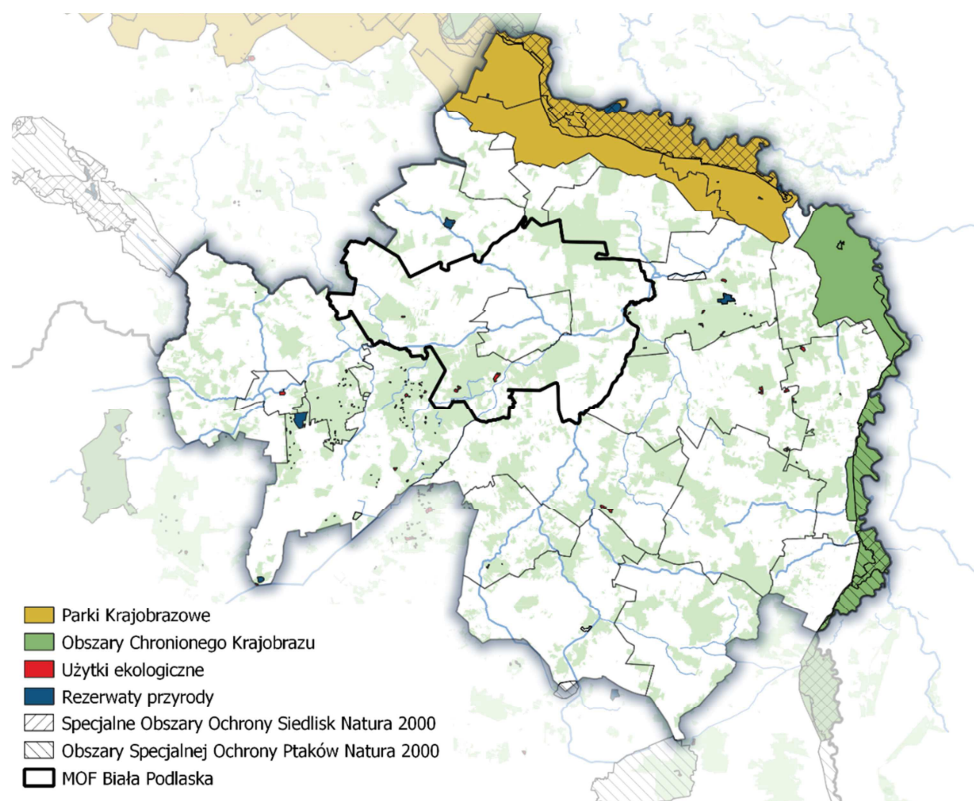 Parki Krajobrazowe
Obszary Chronionego Krajobrazu
Użytki ekologiczne
Rezerwaty przyrody
Specjalne Obszary Ochrony Siedlisk Natura 2000
Obszary Specjalnej Ochrony Ptaków Natura 2000
MOF Biała Podlaska